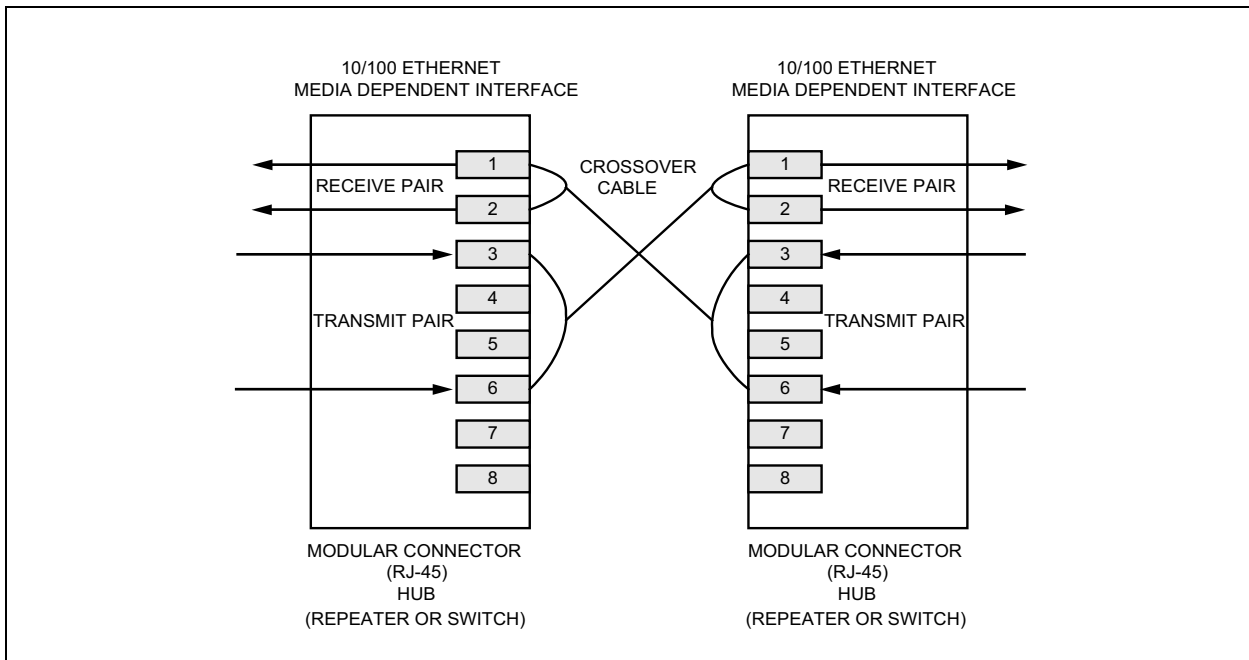 10/100 ETHERNET
MEDIA DEPENDENT INTERFACE
10/100 ETHERNET
MEDIA DEPENDENT INTERFACE
1
RECEIVE PAIR
2
3
4
TRANSMIT PAIR
5
6
7
8
CROSSOVER
CABLE
1
RECEIVE PAIR
2
3
4
TRANSMIT PAIR
5
6
7
8
MODULAR CONNECTOR
(RJ-45)
HUB
(REPEATER OR SWITCH)
MODULAR CONNECTOR
(RJ-45)
HUB
(REPEATER OR SWITCH)